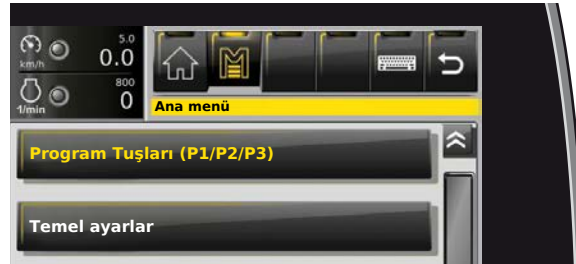 5.0
km/h 0.0
800
1/min 0
Ana menü
Program Tuşları (P1/P2/P3)
Temel ayarlar